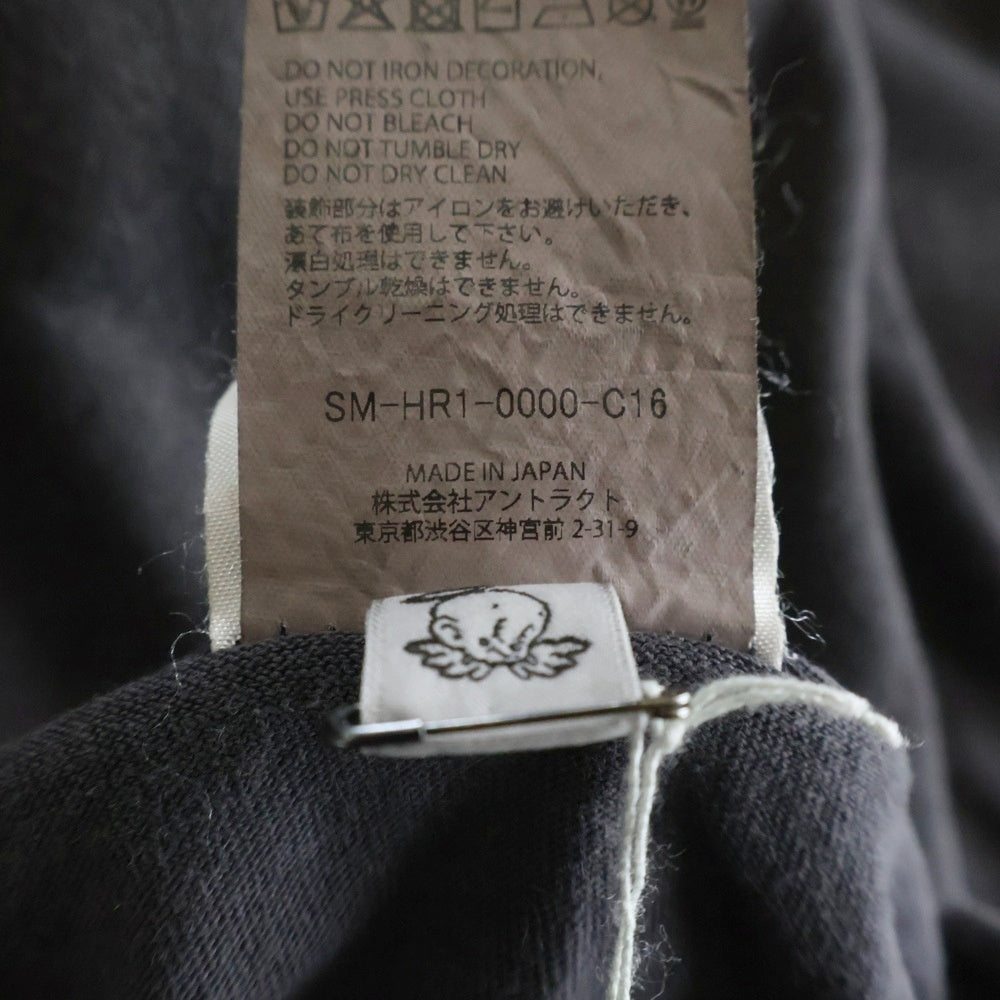 DO NOT IRON DECORATION,
USE PRESS CLOTH
DO NOT BLEACH
DO NOT TUMBLE DRY
DO NOT DRY CLEAN
装飾部分はアイロンをお避けいただき、
あて布を使用して下さい。
漂白処理はできません。
タンブル乾燥はできません。
ドライクリーニング処理はできません。
SM-HR1-0000-C16
MADE IN JAPAN
株式会社アントラクト
東京都渋谷区神宮前 2-31-9